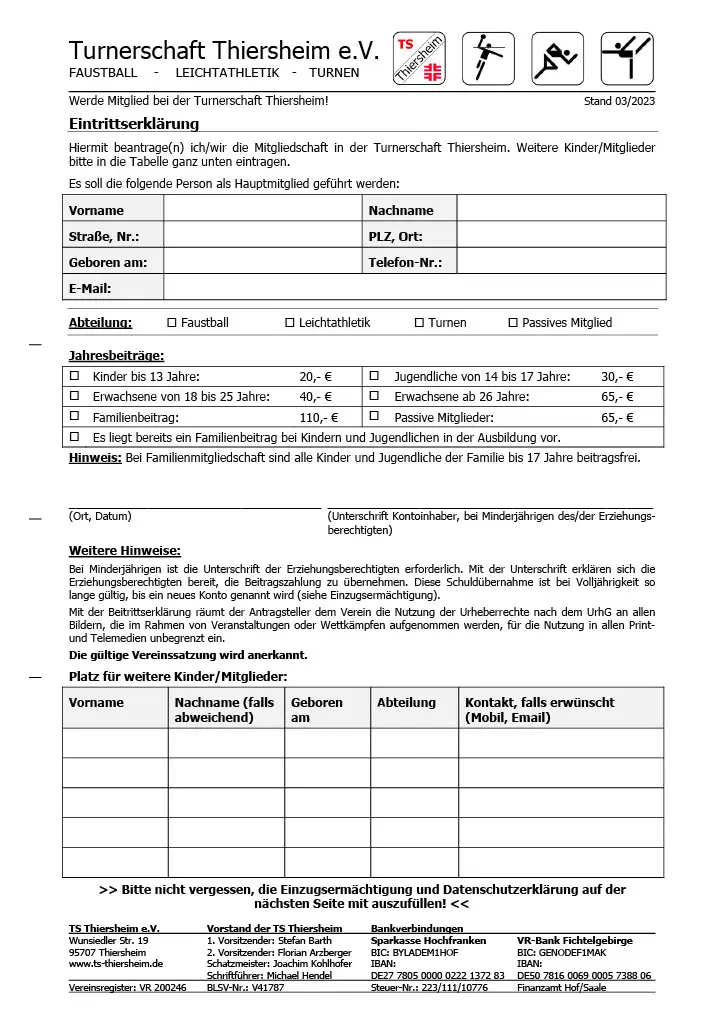 Turnerschaft Thiersheim e.V.
TS
Thiersheim
FAUSTBALL - LEICHTATHLETIK - TURNEN
Werde Mitglied bei der Turnerschaft Thiersheim! Stand 03/2023
Eintrittserklärung
Hiermit beantrage(n) ich/wir die Mitgliedschaft in der Turnerschaft Thiersheim. Weitere Kinder/Mitglieder
bitte in die Tabelle ganz unten eintragen.
Es soll die folgende Person als Hauptmitglied geführt werden:
Vorname Nachname
Straße, Nr.: PLZ, Ort:
Geboren am: Telefon-Nr.:
E-Mail:
Abteilung: ☐ Faustball ☐ Leichtathletik ☐ Turnen ☐ Passives Mitglied
Jahresbeiträge:
☐ Kinder bis 13 Jahre: 20,- € ☐ Jugendliche von 14 bis 17 Jahre: 30,- €
☐ Erwachsene von 18 bis 25 Jahre: 40,- € ☐ Erwachsene ab 26 Jahre: 65,- €
☐ Familienbeitrag: 110,- € ☐ Passive Mitglieder: 65,- €
☐ Es liegt bereits ein Familienbeitrag bei Kindern und Jugendlichen in der Ausbildung vor.
Hinweis: Bei Familienmitgliedschaft sind alle Kinder und Jugendliche der Familie bis 17 Jahre beitragsfrei.
(Ort, Datum) (Unterschrift Kontoinhaber, bei Minderjährigen des/der Erziehungs-
berechtigten)
Weitere Hinweise:
Bei Minderjährigen ist die Unterschrift der Erziehungsberechtigten erforderlich. Mit der Unterschrift erklären sich die
Erziehungsberechtigten bereit, die Beitragszahlung zu übernehmen. Diese Schuldübernahme ist bei Volljährigkeit so
lange gültig, bis ein neues Konto genannt wird (siehe Einzugsermächtigung).
Mit der Beitrittserklärung räumt der Antragsteller dem Verein die Nutzung der Urheberrechte nach dem UrhG an allen
Bildern, die im Rahmen von Veranstaltungen oder Wettkämpfen aufgenommen werden, für die Nutzung in allen Print-
und Telemedien unbegrenzt ein.
Die gültige Vereinssatzung wird anerkannt.
Platz für weitere Kinder/Mitglieder:
Vorname Nachname (falls Geboren Abteilung Kontakt, falls erwünscht
abweichend) am (Mobil, Email)
>> Bitte nicht vergessen, die Einzugsermächtigung und Datenschutzerklärung auf der
nächsten Seite mit auszufüllen! <<
TS Thiersheim e.V. Vorstand der TS Thiersheim Bankverbindungen
Wunsiedler Str. 19 1. Vorsitzender: Stefan Barth Sparkasse Hochfranken VR-Bank Fichtelgebirge
95707 Thiersheim 2. Vorsitzender: Florian Arzberger BIC: BYLADEM1HOF BIC: GENODEF1MAK
www.ts-thiersheim.de Schatzmeister: Joachim Kohlhofer IBAN: IBAN:
Schriftführer: Michael Hendel DE27 7805 0000 0222 1372 83 DE50 7816 0069 0005 7388 06
Vereinsregister: VR 200246 BLSV-Nr.: V41787 Steuer-Nr.: 223/111/10776 Finanzamt Hof/Saale